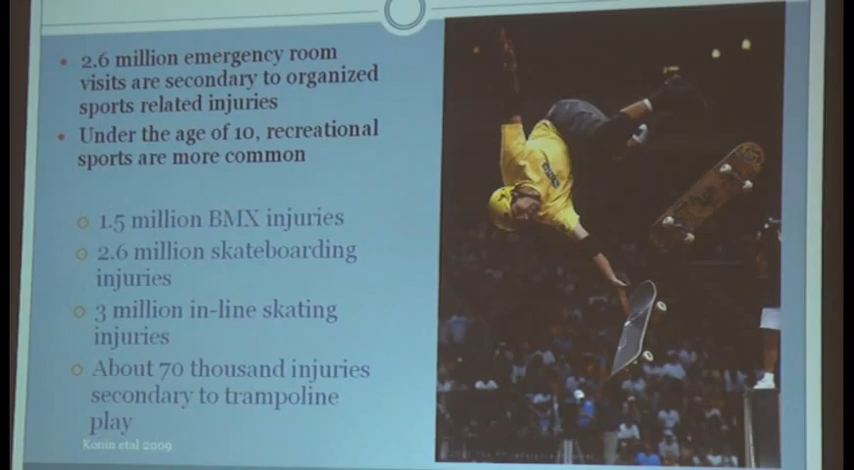 2.6 million emergency room
visits are secondary to organized
sports related injuries
Under the age of 10, recreational
sports are more common
1.5 million BMX injuries
2.6 million skateboarding
injuries
3 million in-line skating
injuries
About 70 thousand injuries
secondary to trampoline
play
Konin etal 2009